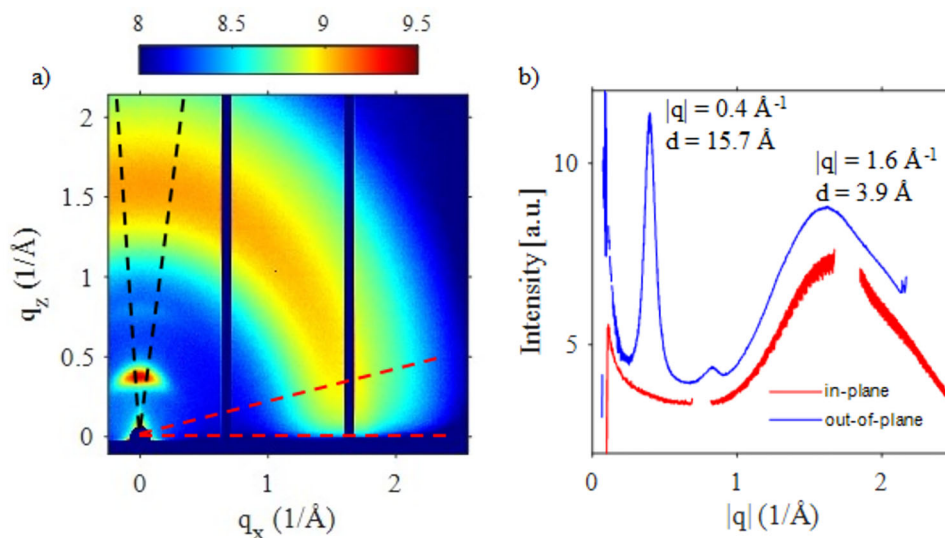 8 8.5 9 9.5
a)
2
1.5
1
0.5
0
q_z (1/Å)
0 1 2
q_x (1/Å)
b)
|q| = 0.4 Å⁻¹
d = 15.7 Å
|q| = 1.6 Å⁻¹
d = 3.9 Å
10
5
Intensity [a.u.]
in-plane
out-of-plane
0 1 2
|q| (1/Å)